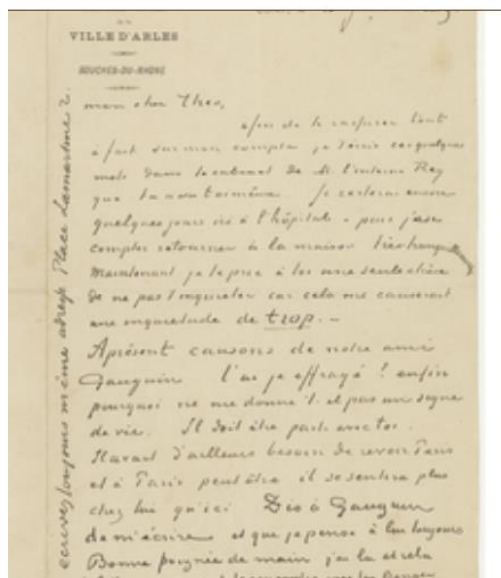 VILLE D'ARLES
BOUCHES-DU-RHÔNE
mon cher Theo,
afin de te rassurer tout
à fait sur mon compte je t'écris ces quelques
mots dans le cabinet de M. l'interne Rey
que tu as vu toi-même. Je resterai encore
quelques jours ici à l'hôpital – puis j'ose
compter retourner à la maison très tranquillement
Maintenant je te prie à toi une seule chose
de ne pas t'inquiéter car cela me causerait
une inquiétude de trop. –
Àprésent causons de notre ami
Gauguin l'ai je effrayé! enfin
pourquoi ne me donne t-il pas un signe
de vie. Il doit être parti avec toi.
Il avait d'ailleurs besoin de revoir Paris
et à Paris peut être il se sentira plus
chez lui qu'ici. Dis à Gauguin
de m'écrire et que je pense à lui toujours
Bonne poignée de main j'ai lu et relu
ecrivez toujours même adresse Place Lamartine 2.